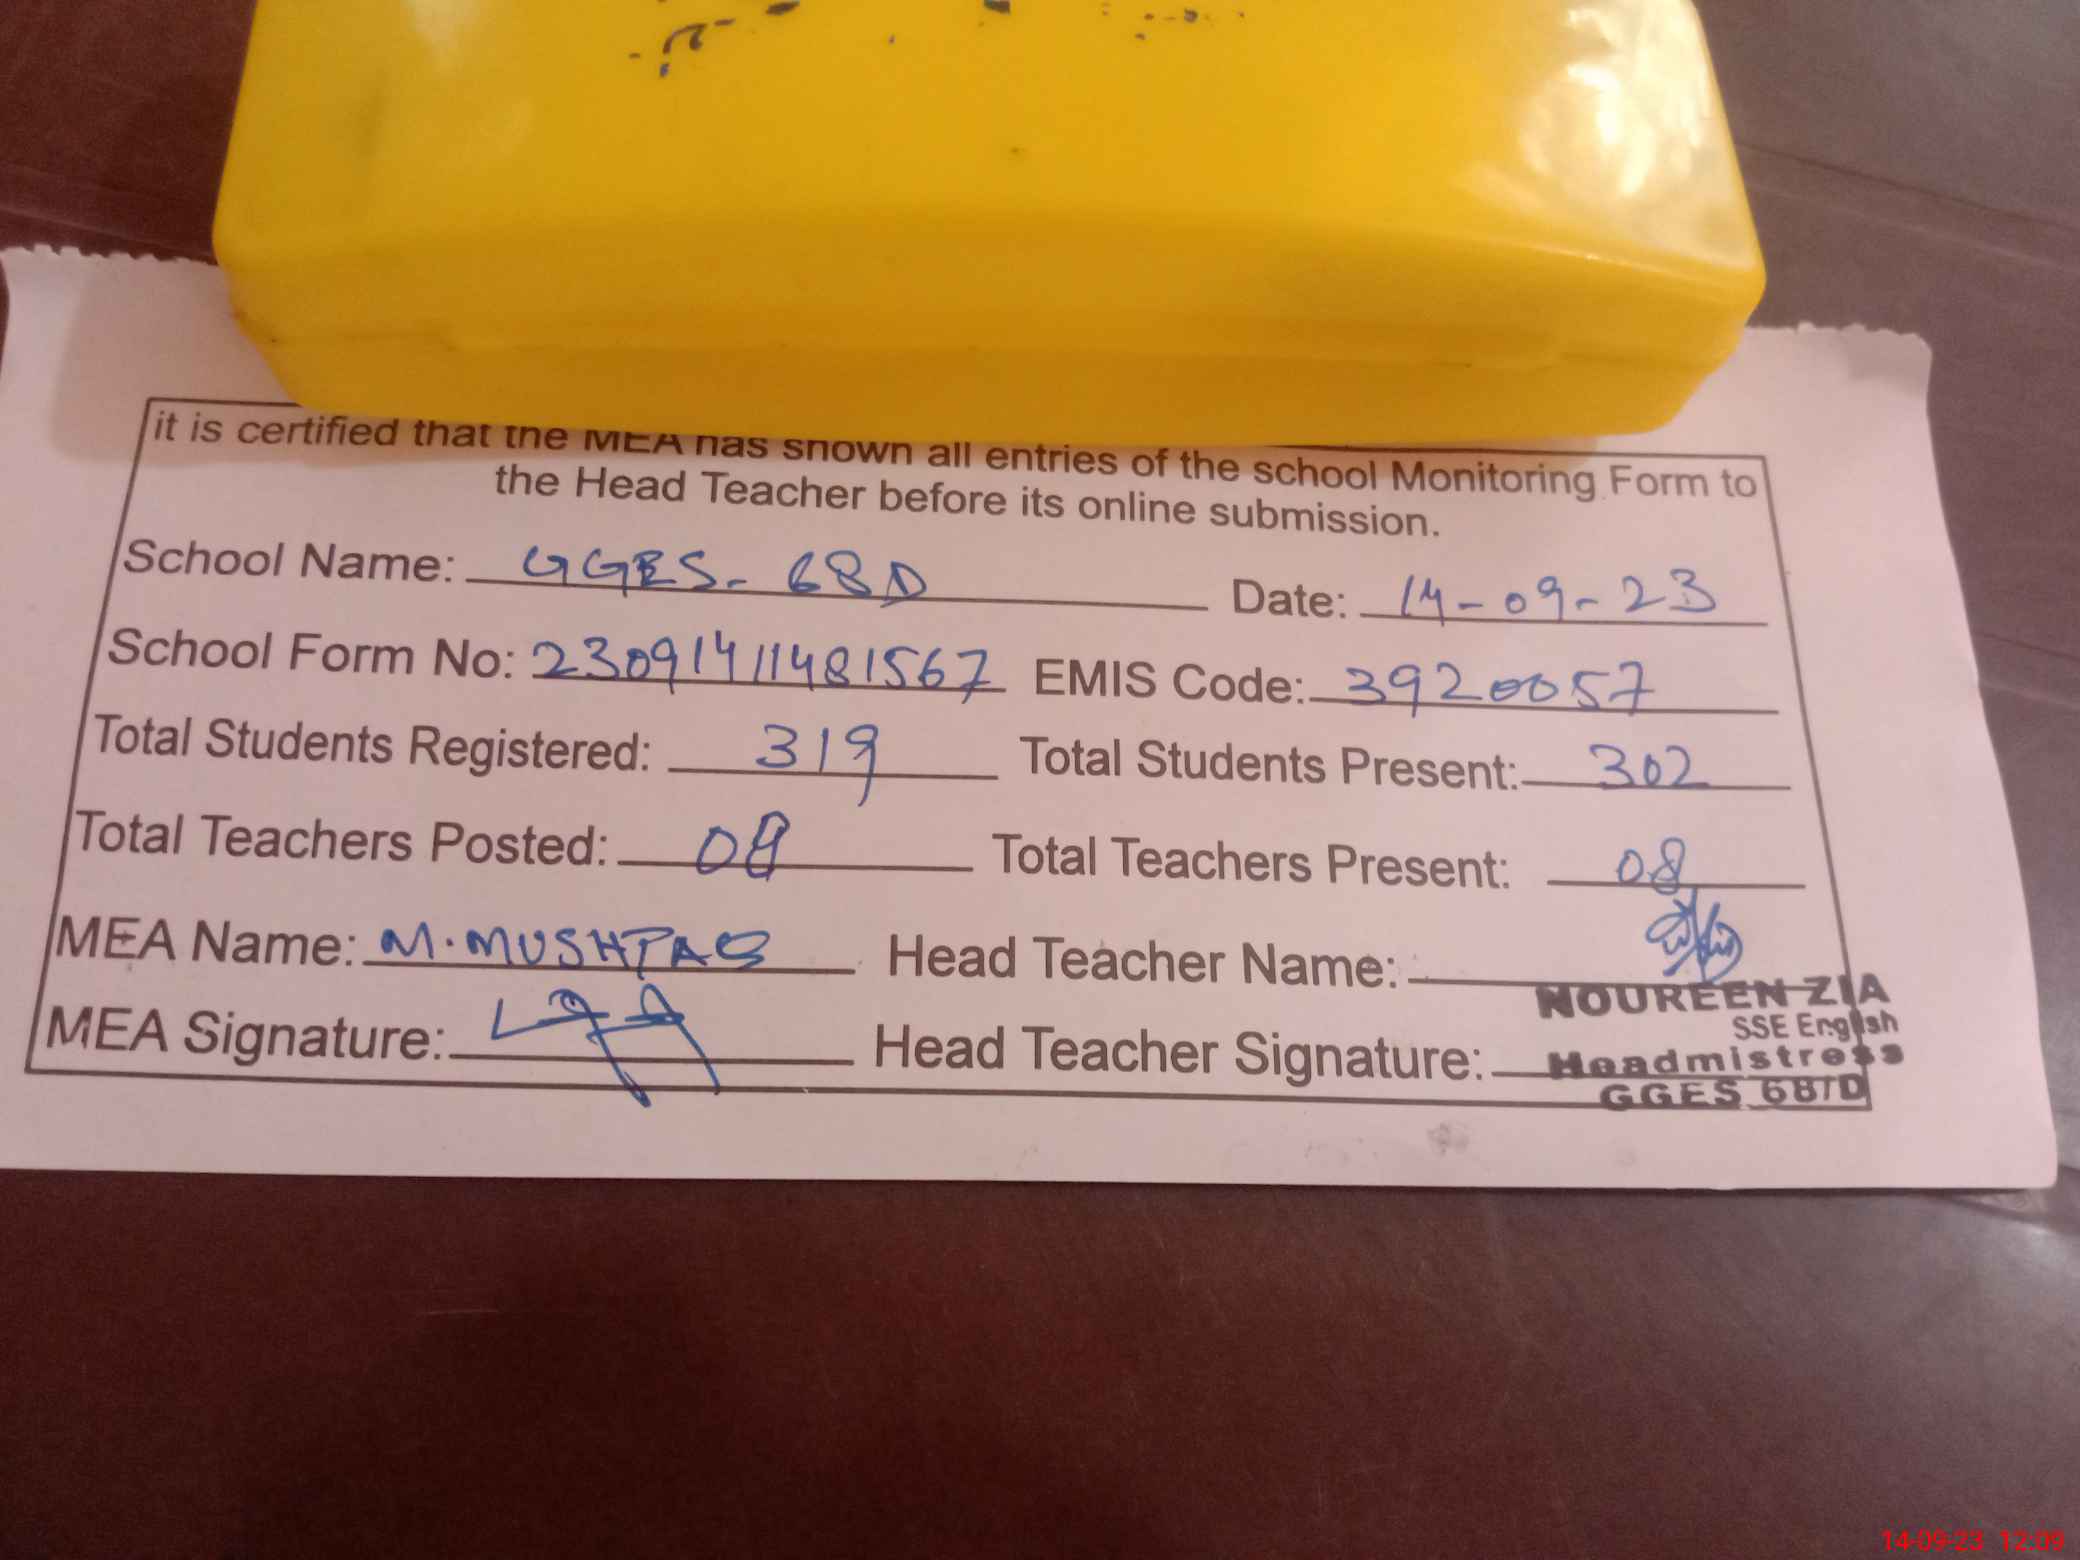 it is certified that the MEA has shown all entries of the school Monitoring Form to
the Head Teacher before its online submission.
School Name: GGES- 68D Date: 14-09-23
School Form No: 23091411481567 EMIS Code: 3920057
Total Students Registered: 319 Total Students Present: 302
Total Teachers Posted: 08 Total Teachers Present: 08
MEA Name: M.MUSHTAQ Head Teacher Name:
NOUREEN ZIA
SSE English
MEA Signature: Head Teacher Signature:
Headmistress
GGES 68/D
14-09-23 12:09